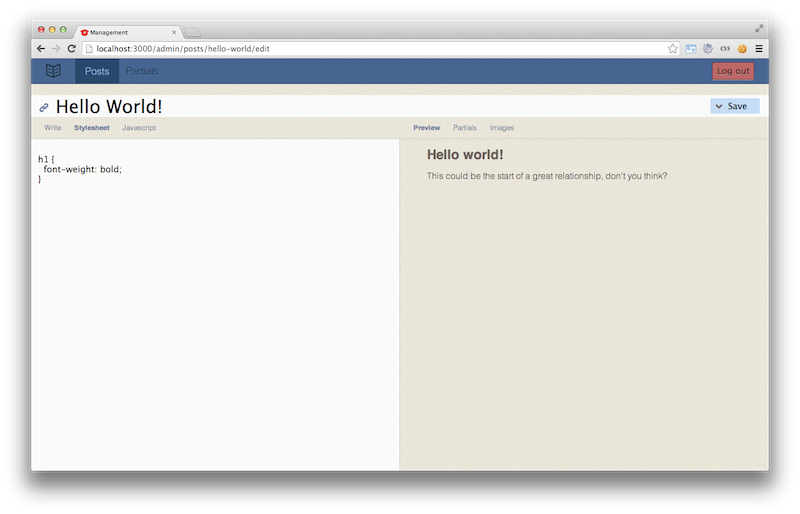 Management
localhost:3000/admin/posts/hello-world/edit
CSS
Posts Partials Log out
Hello World! Save
Write Stylesheet Javascript Preview Partials Images
h1 {
font-weight: bold;
}
Hello world!
This could be the start of a great relationship, don't you think?